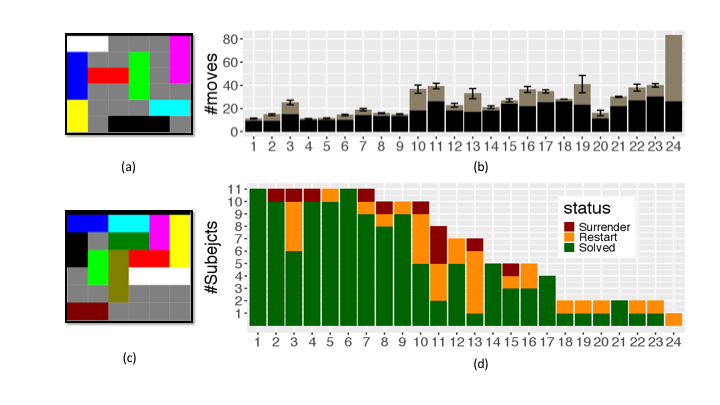 #moves
80
60
40
20
0
1 2 3 4 5 6 7 8 9 10 11 12 13 14 15 16 17 18 19 20 21 22 23 24
(a)
(b)
#Subejcts
11
10
9
8
7
6
5
4
3
2
1
status
Surrender
Restart
Solved
1 2 3 4 5 6 7 8 9 10 11 12 13 14 15 16 17 18 19 20 21 22 23 24
(c)
(d)